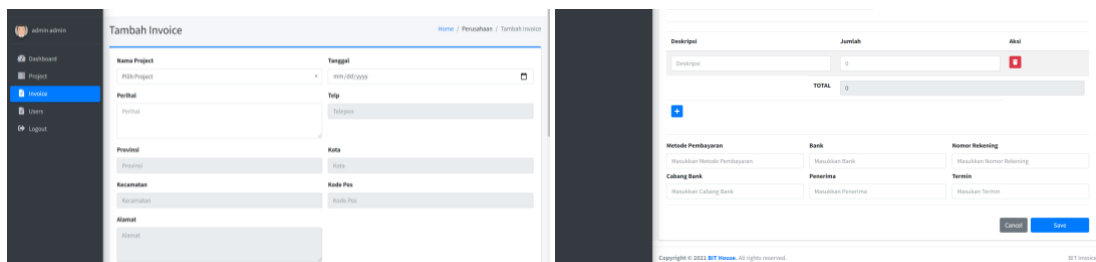 admin admin
Dashboard
Project
Invoice
Users
Logout
Tambah Invoice
Home / Perusahaan / Tambah Invoice
Nama Project
Tanggal
Pilih Project
mm/dd/yyyy
Perihal
Telp
Perihal
Telepon
Provinsi
Kota
Provinsi
Kota
Kecamatan
Kode Pos
Kecamatan
Kode Pos
Alamat
Alamat
Deskripsi Jumlah Aksi
Deskripsi 0
TOTAL 0
+
Metode Pembayaran Bank Nomor Rekening
Masukkan Metode Pembayaran Masukkan Bank Masukkan Nomor Rekening
Cabang Bank Penerima Termin
Masukkan Cabang Bank Masukkan Penerima Masukan Termin
Cancel Save
Copyright © 2022 BIT House. All rights reserved.
BIT Invoice